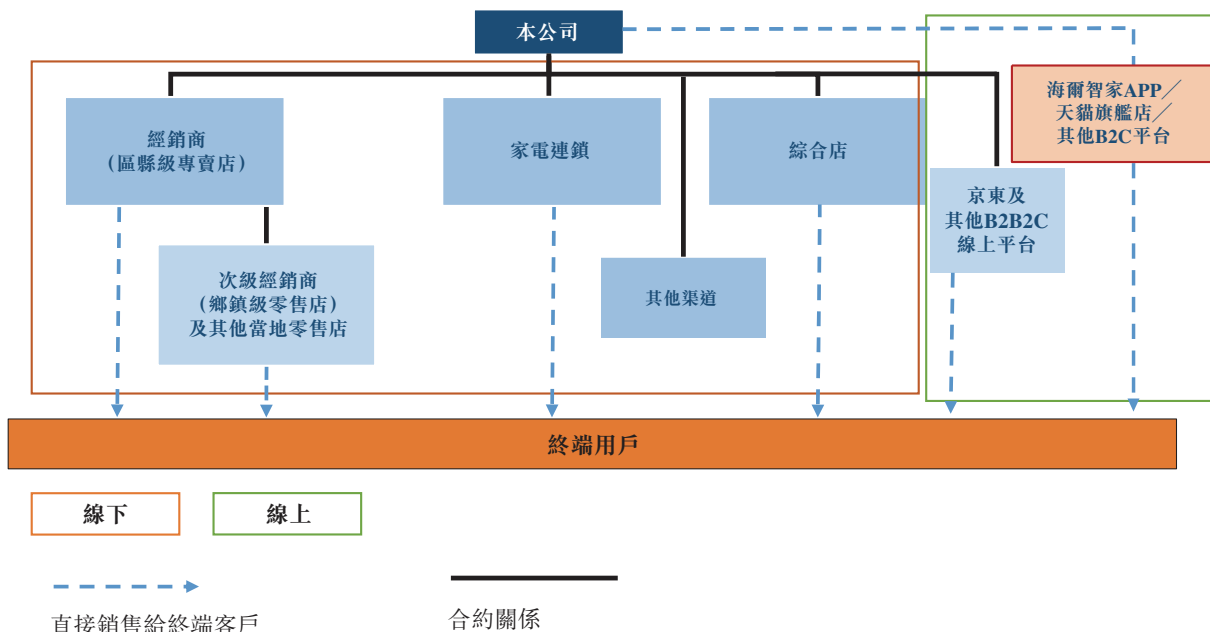 本公司
海爾智家APP╱
天貓旗艦店╱
其他B2C平台
經銷商
(區縣級專賣店)
家電連鎖
綜合店
京東及
其他B2B2C
線上平台
次級經銷商
(鄉鎮級零售店)
及其他當地零售店
其他渠道
終端用戶
線下
線上
直接銷售給終端客戶
合約關係